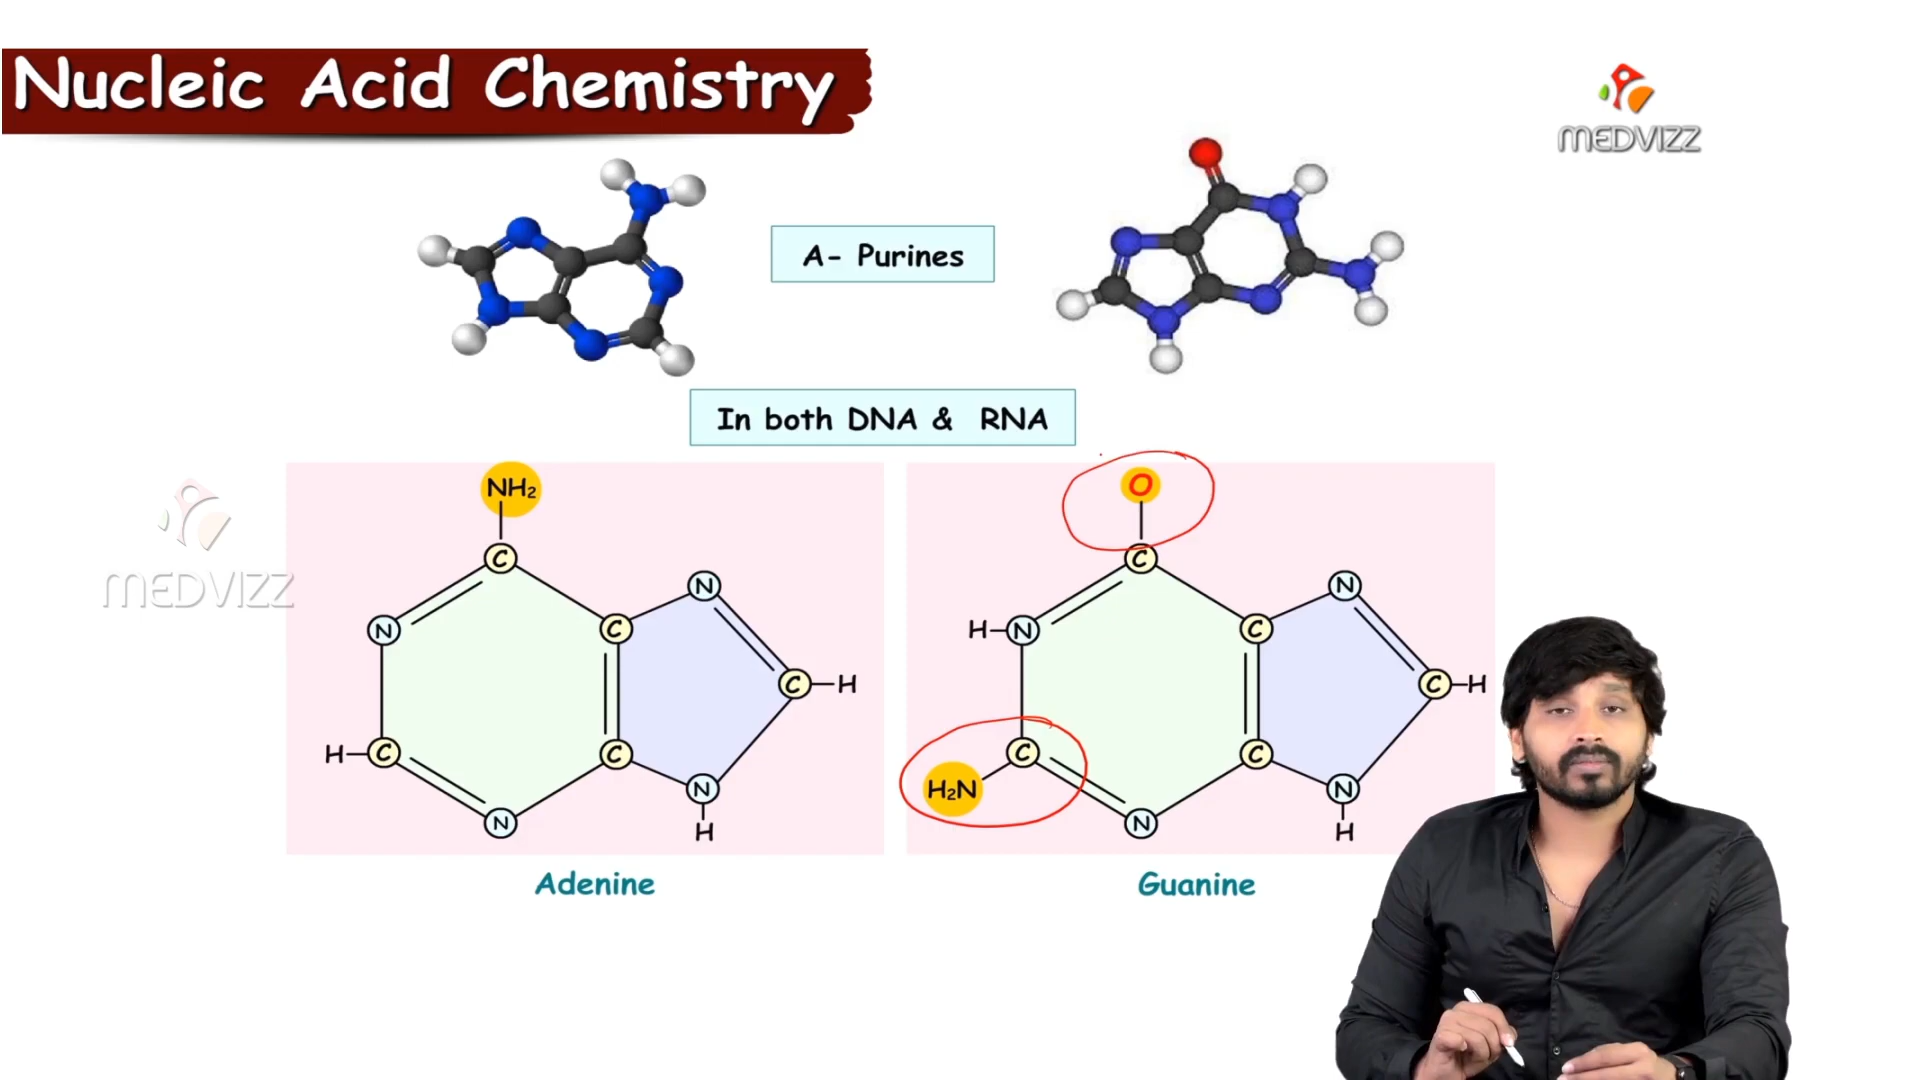 Nucleic Acid Chemistry
MEDVIZZ
A- Purines
In both DNA & RNA
MEDVIZZ
NH₂
C
N
N
C
C
H
H
C
C
N
N
H
Adenine
O
C
N
H
N
C
C
H
C
C
H₂N
N
N
H
Guanine